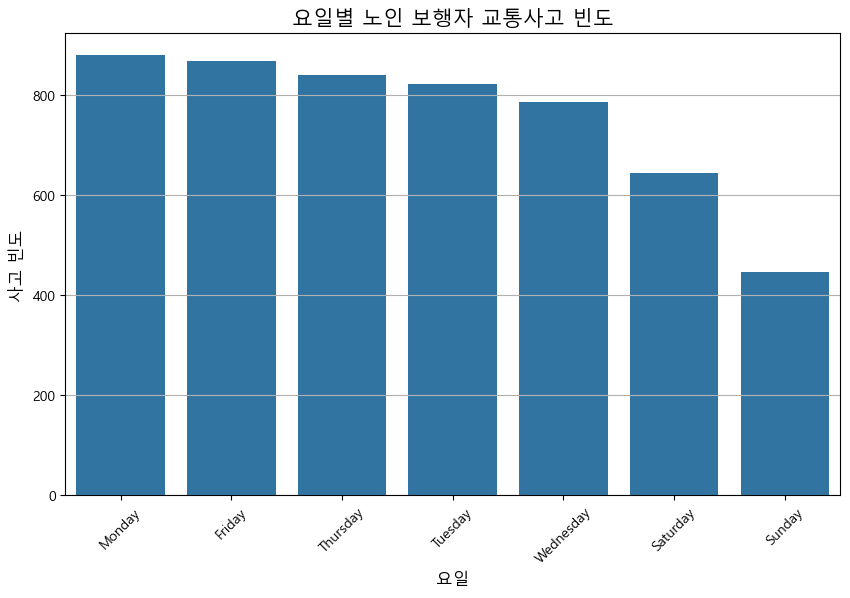 요일별 노인 보행자 교통사고 빈도
사고 빈도
800
600
400
200
0
Monday
Friday
Thursday
Tuesday
Wednesday
Saturday
Sunday
요일